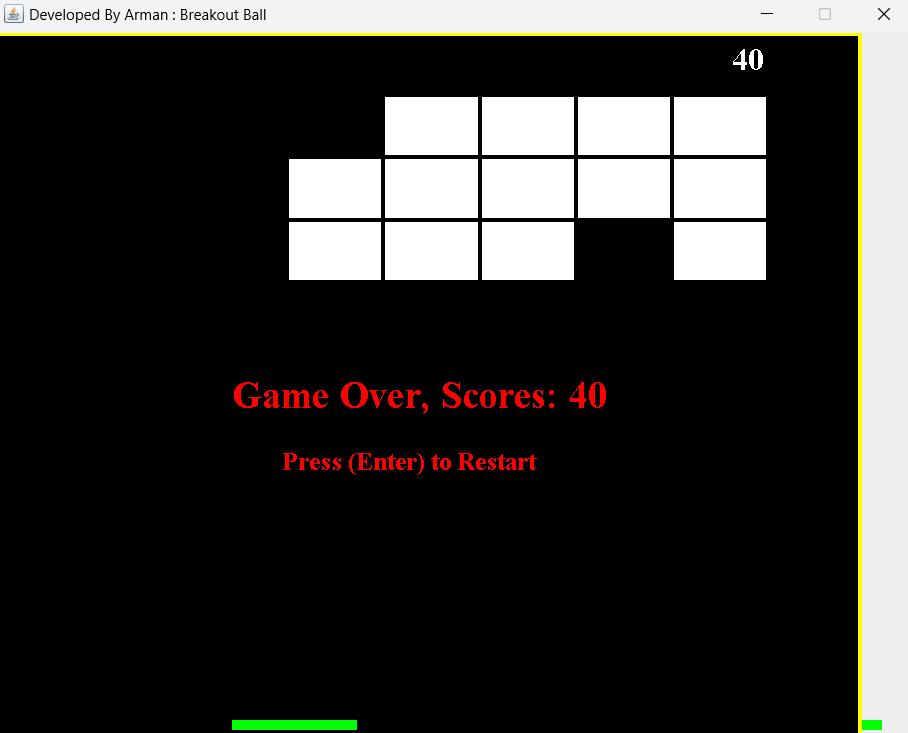 Developed By Arman : Breakout Ball
40
Game Over, Scores: 40
Press (Enter) to Restart